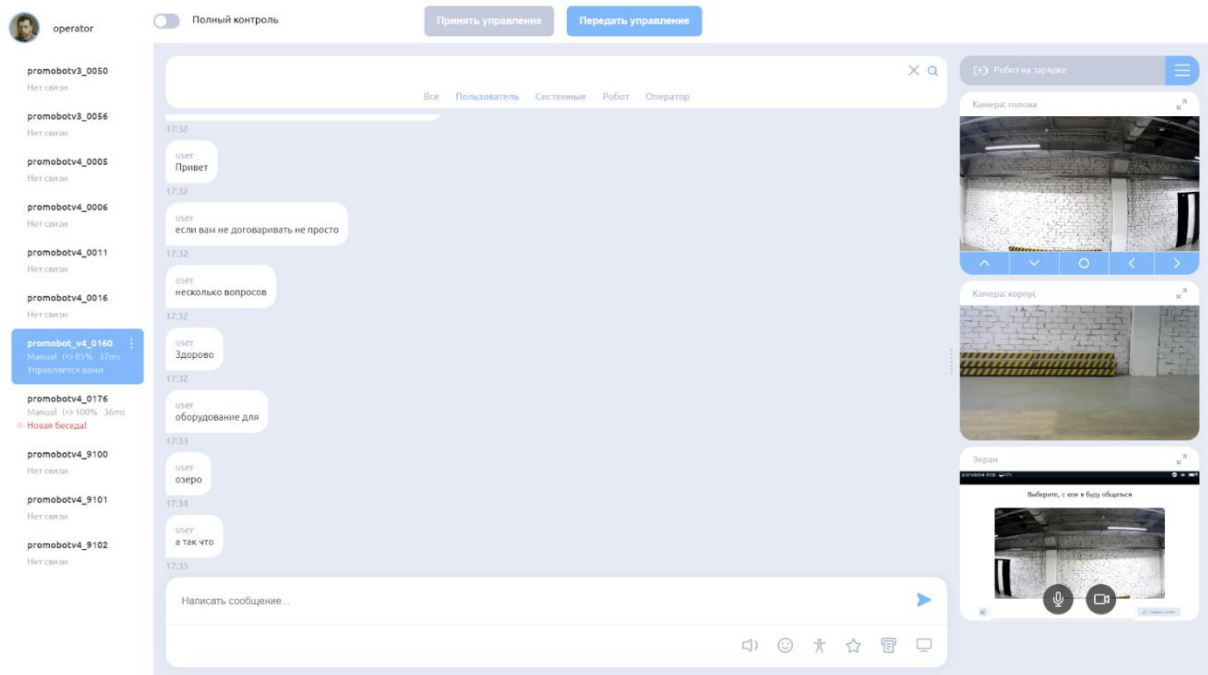 operator
Полный контроль
Принять управление
Передать управление
promobotv3_0050
Нет связи
promobotv3_0056
Нет связи
promobotv4_0005
Нет связи
promobotv4_0006
Нет связи
promobotv4_0011
Нет связи
promobotv4_0016
Нет связи
promobot_v4_0160
Manual 65% 37ms
Управляется вами
promobotv4_0176
Manual 100% 36ms
Новая беседа!
promobotv4_9100
Нет связи
promobotv4_9101
Нет связи
promobotv4_9102
Нет связи
Все Пользователь Системные Робот Оператор
17:32
user
Привет
17:32
user
если вам не договаривать не просто
17:32
user
несколько вопросов
17:32
user
Здорово
17:32
user
оборудование для
17:33
user
озеро
17:34
user
а так что
17:35
Написать сообщение...
Робот на зарядке
Камера: голова
Камера: корпус
Экран
Выберите, с кем я буду общаться